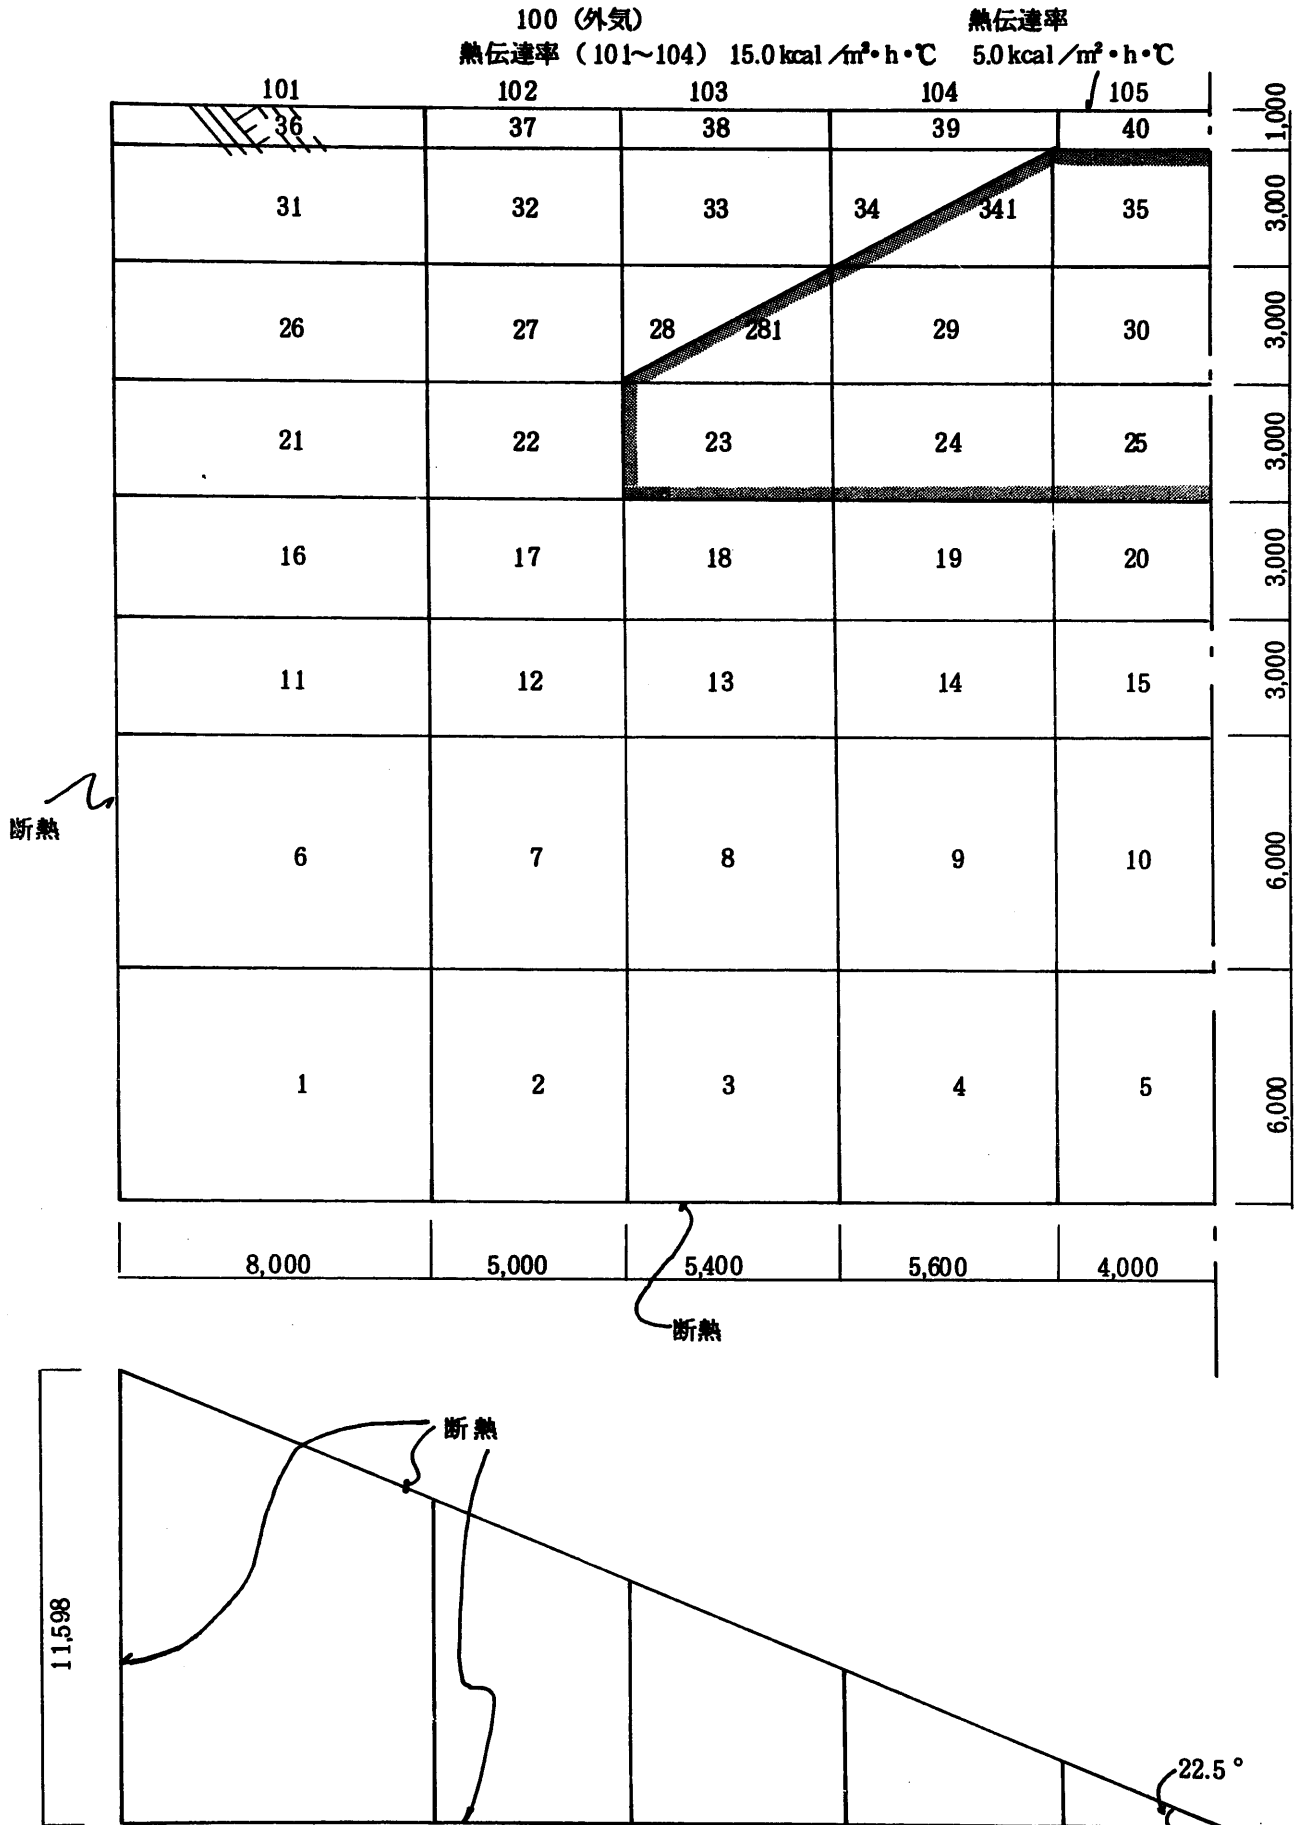 100 (外気) 熱伝達率
熱伝達率 (101～104) 15.0 kcal/m²・h・℃ 5.0 kcal/m²・h・℃
101 102 103 104 105
36 37 38 39 40 1,000
31 32 33 34 341 35 3,000
26 27 28 281 29 30 3,000
21 22 23 24 25 3,000
16 17 18 19 20 3,000
11 12 13 14 15 3,000
断熱
6 7 8 9 10 6,000
1 2 3 4 5 6,000
8,000 5,000 5,400 5,600 4,000
断熱
断熱
11,598
22.5°